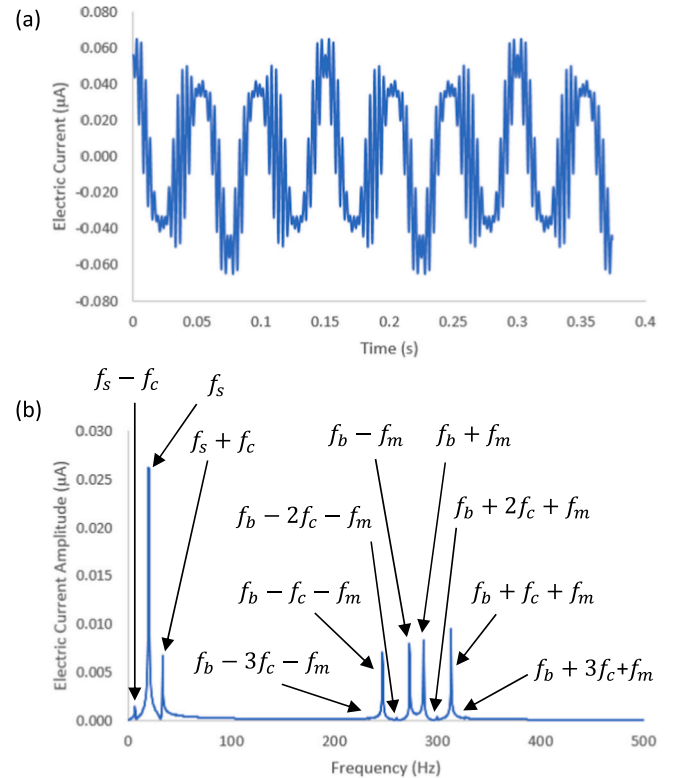 (a)
0.080
0.060
0.040
0.020
0.000
-0.020
-0.040
-0.060
-0.080
Electric Current (µA)
0 0.05 0.1 0.15 0.2 0.25 0.3 0.35 0.4
Time (s)
(b)
f_s − f_c
f_s
f_s + f_c
f_b − f_m
f_b + f_m
f_b − 2f_c − f_m
f_b + 2f_c + f_m
f_b − f_c − f_m
f_b + f_c + f_m
f_b − 3f_c − f_m
f_b + 3f_c+f_m
0.030
0.025
0.020
0.015
0.010
0.005
0.000
Electric Current Amplitude (µA)
0 100 200 300 400 500
Frequency (Hz)